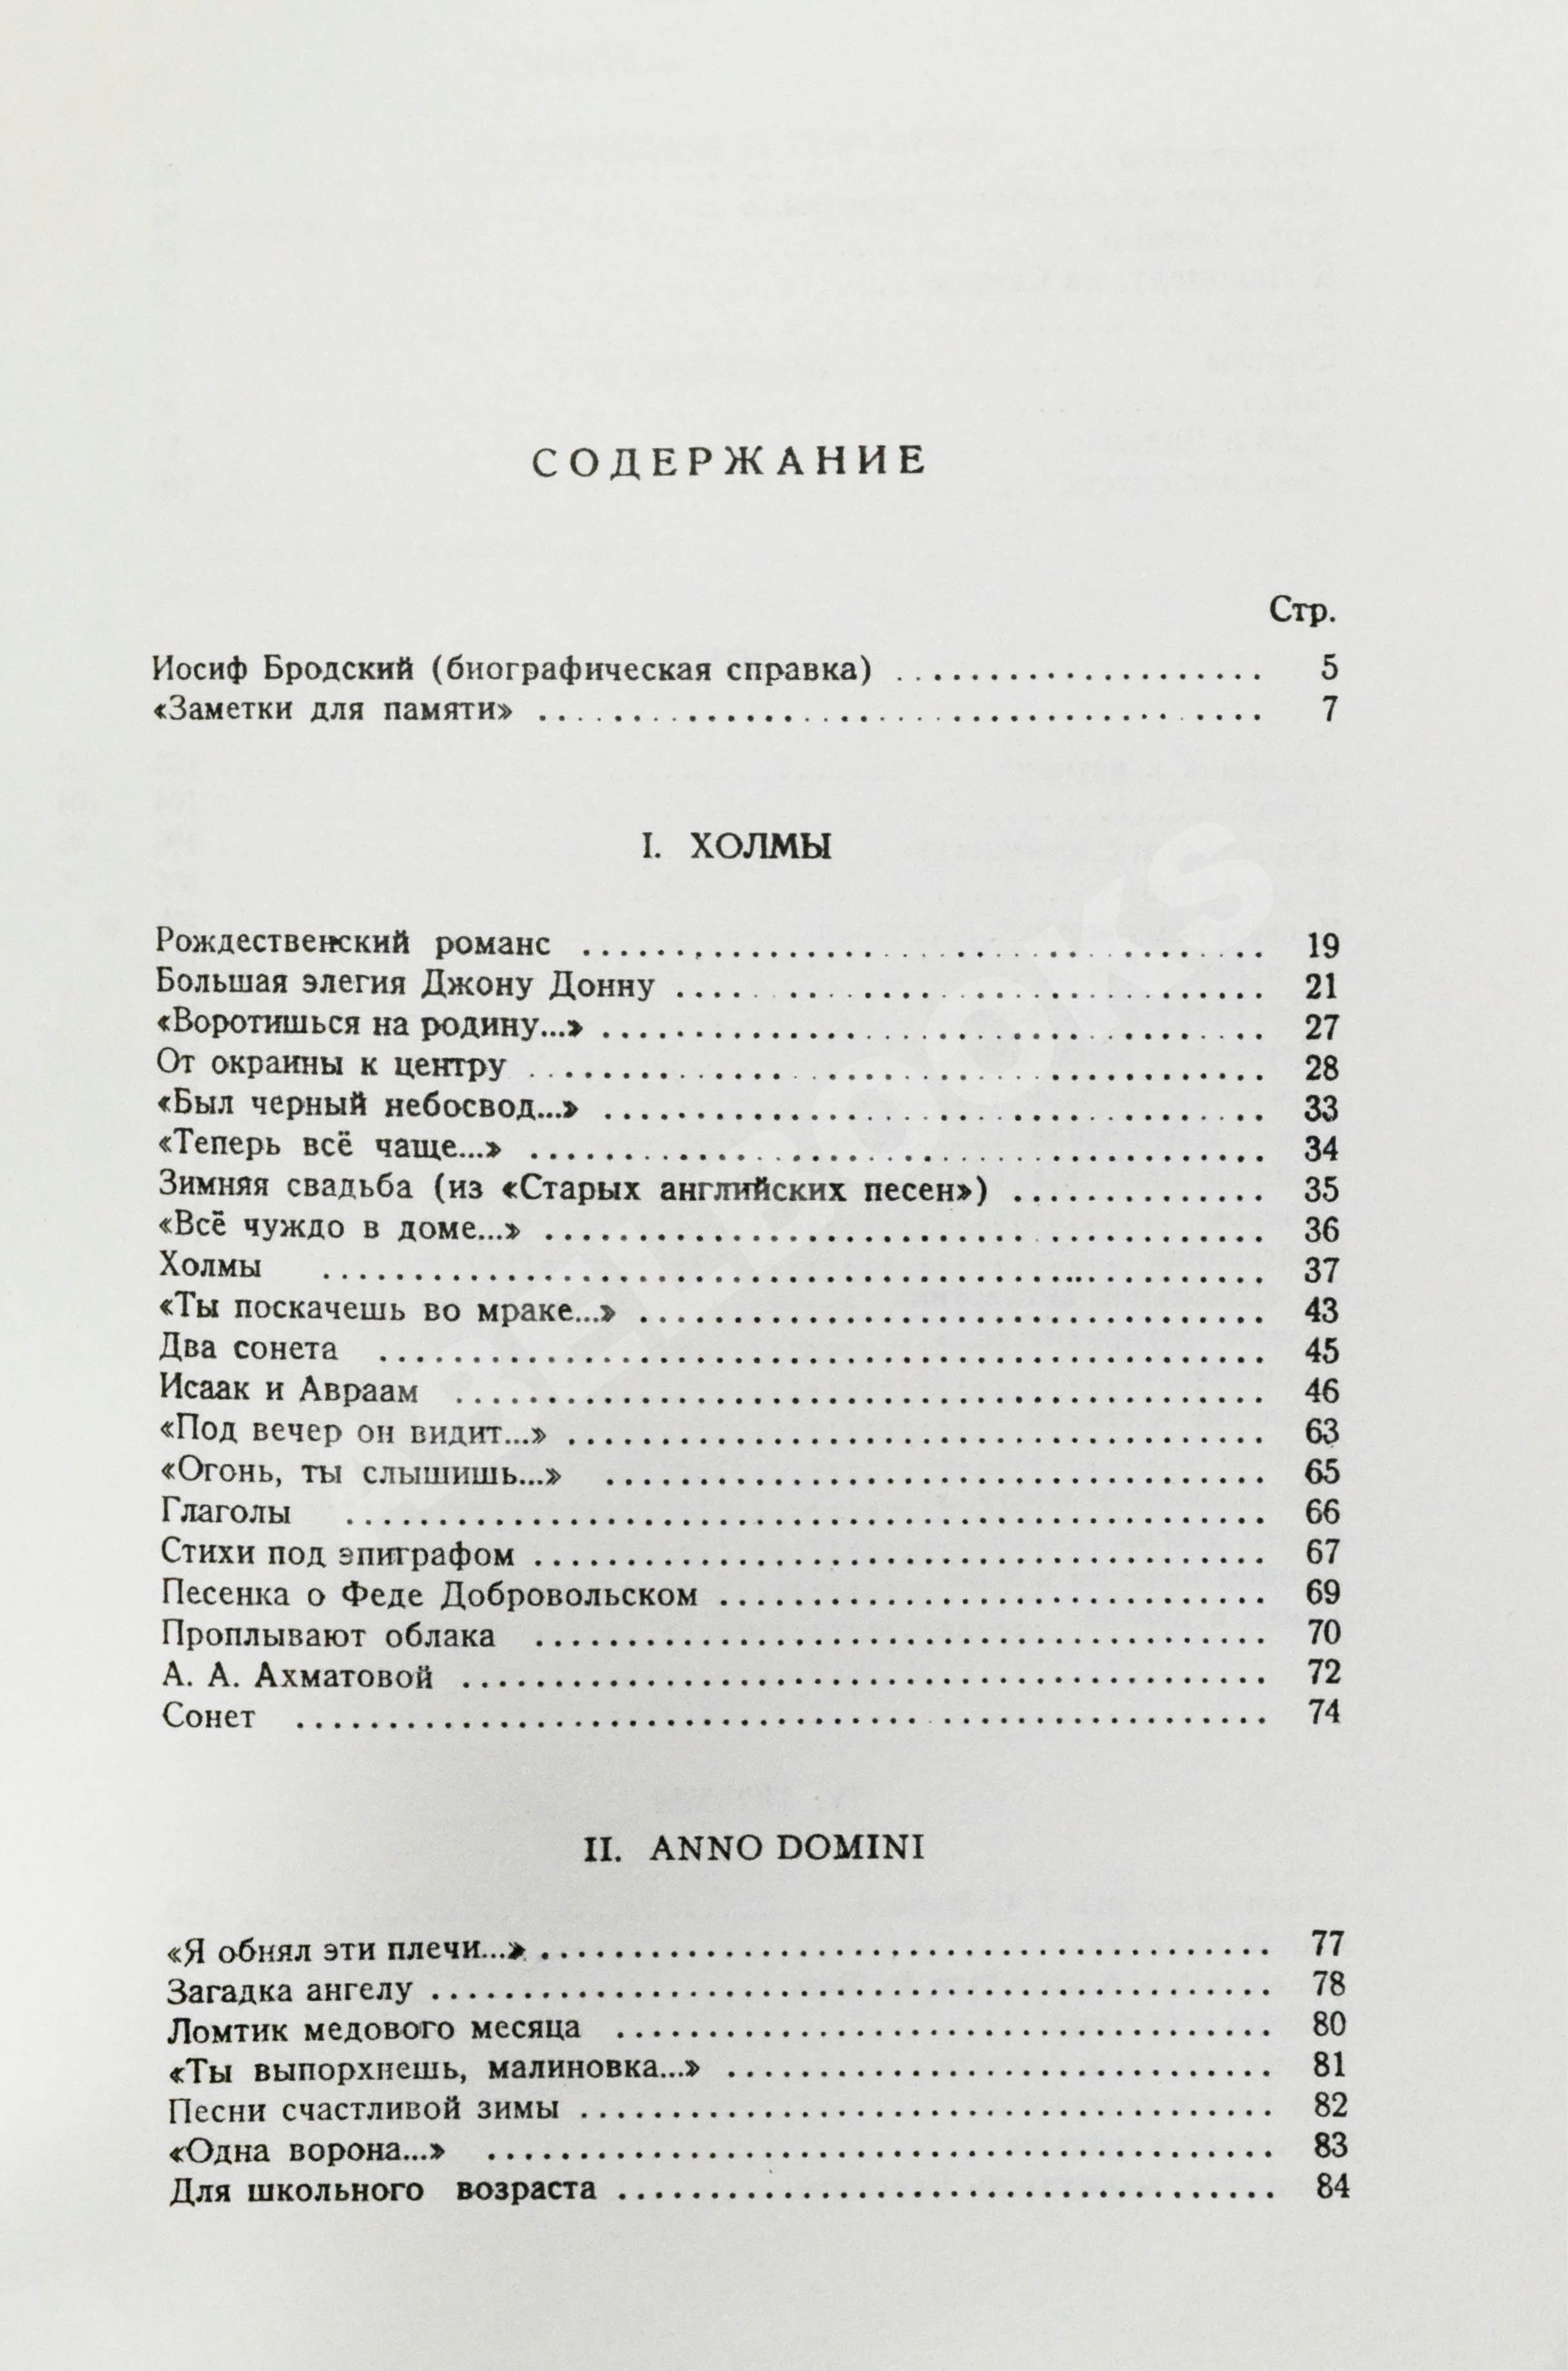 СОДЕРЖАНИЕ
Стр.
Иосиф Бродский (биографическая справка) .................... 5
«Заметки для памяти» ........................................ 7
I. ХОЛМЫ
Рождественский романс ..................................... 19
Большая элегия Джону Донну ................................ 21
«Воротишься на родину...» .................................... 27
От окраины к центру ........................................ 28
«Был черный небосвод...» .................................... 33
«Теперь всё чаще...» ........................................ 34
Зимняя свадьба (из «Старых английских песен») .............. 35
«Всё чуждо в доме...» ....................................... 36
Холмы .................................................... 37
«Ты поскачешь во мраке...» .................................. 43
Два сонета ................................................ 45
Исаак и Авраам ............................................ 46
«Под вечер он видит...» ...................................... 63
«Огонь, ты слышишь...» .................................... 65
Глаголы .................................................. 66
Стихи под эпиграфом ........................................ 67
Песенка о Феде Добровольском .............................. 69
Проплывают облака ........................................ 70
А. А. Ахматовой ............................................ 72
Сонет .................................................... 74
II. ANNO DOMINI
«Я обнял эти плечи...» ........................................ 77
Загадка ангелу .............................................. 78
Ломтик медового месяца .................................... 80
«Ты выпорхнешь, малиновка...» .............................. 81
Песни счастливой зимы ...................................... 82
«Одна ворона...» .......................................... 83
Для школьного возраста .................................... 84